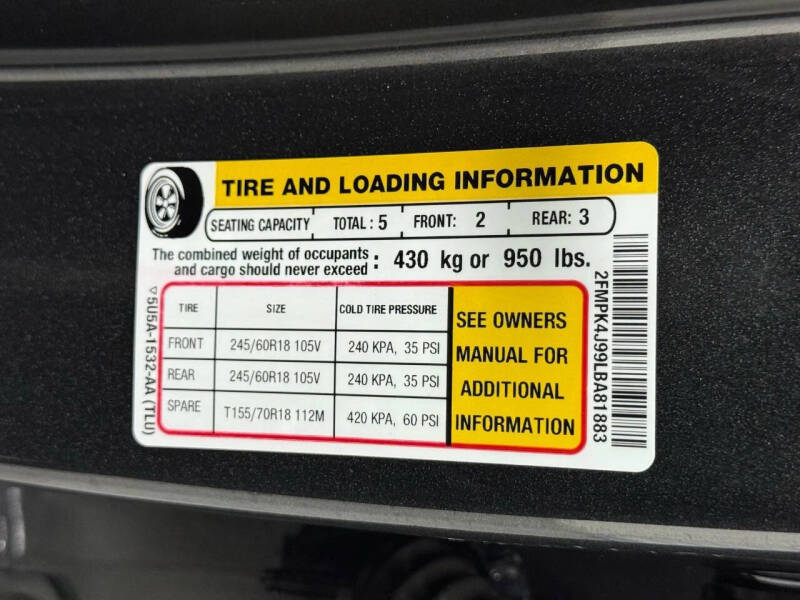 TIRE AND LOADING INFORMATION
SEATING CAPACITY TOTAL : 5 FRONT: 2 REAR: 3
The combined weight of occupants
and cargo should never exceed : 430 kg or 950 lbs.
TIRE SIZE COLD TIRE PRESSURE
FRONT 245/60R18 105V 240 KPA, 35 PSI
REAR 245/60R18 105V 240 KPA, 35 PSI
SPARE T155/70R18 112M 420 KPA, 60 PSI
SEE OWNERS
MANUAL FOR
ADDITIONAL
INFORMATION
5U5A-1532-AA (TLU)
2FMPK4J99LBA81883